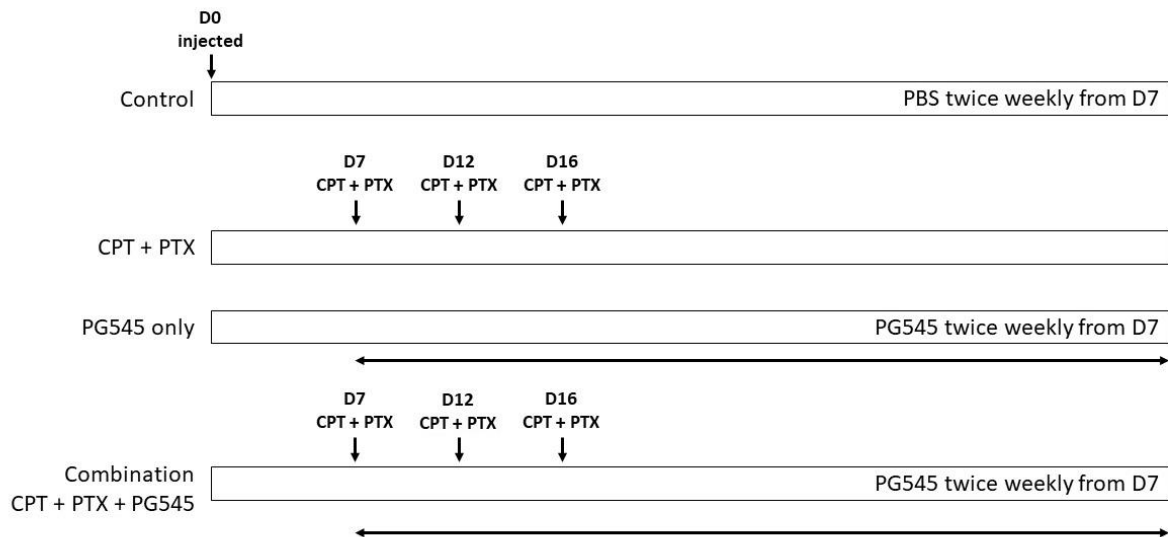 D0
injected
Control
PBS twice weekly from D7
D7
CPT + PTX
D12
CPT + PTX
D16
CPT + PTX
CPT + PTX
PG545 only
PG545 twice weekly from D7
D7
CPT + PTX
D12
CPT + PTX
D16
CPT + PTX
Combination
CPT + PTX + PG545
PG545 twice weekly from D7